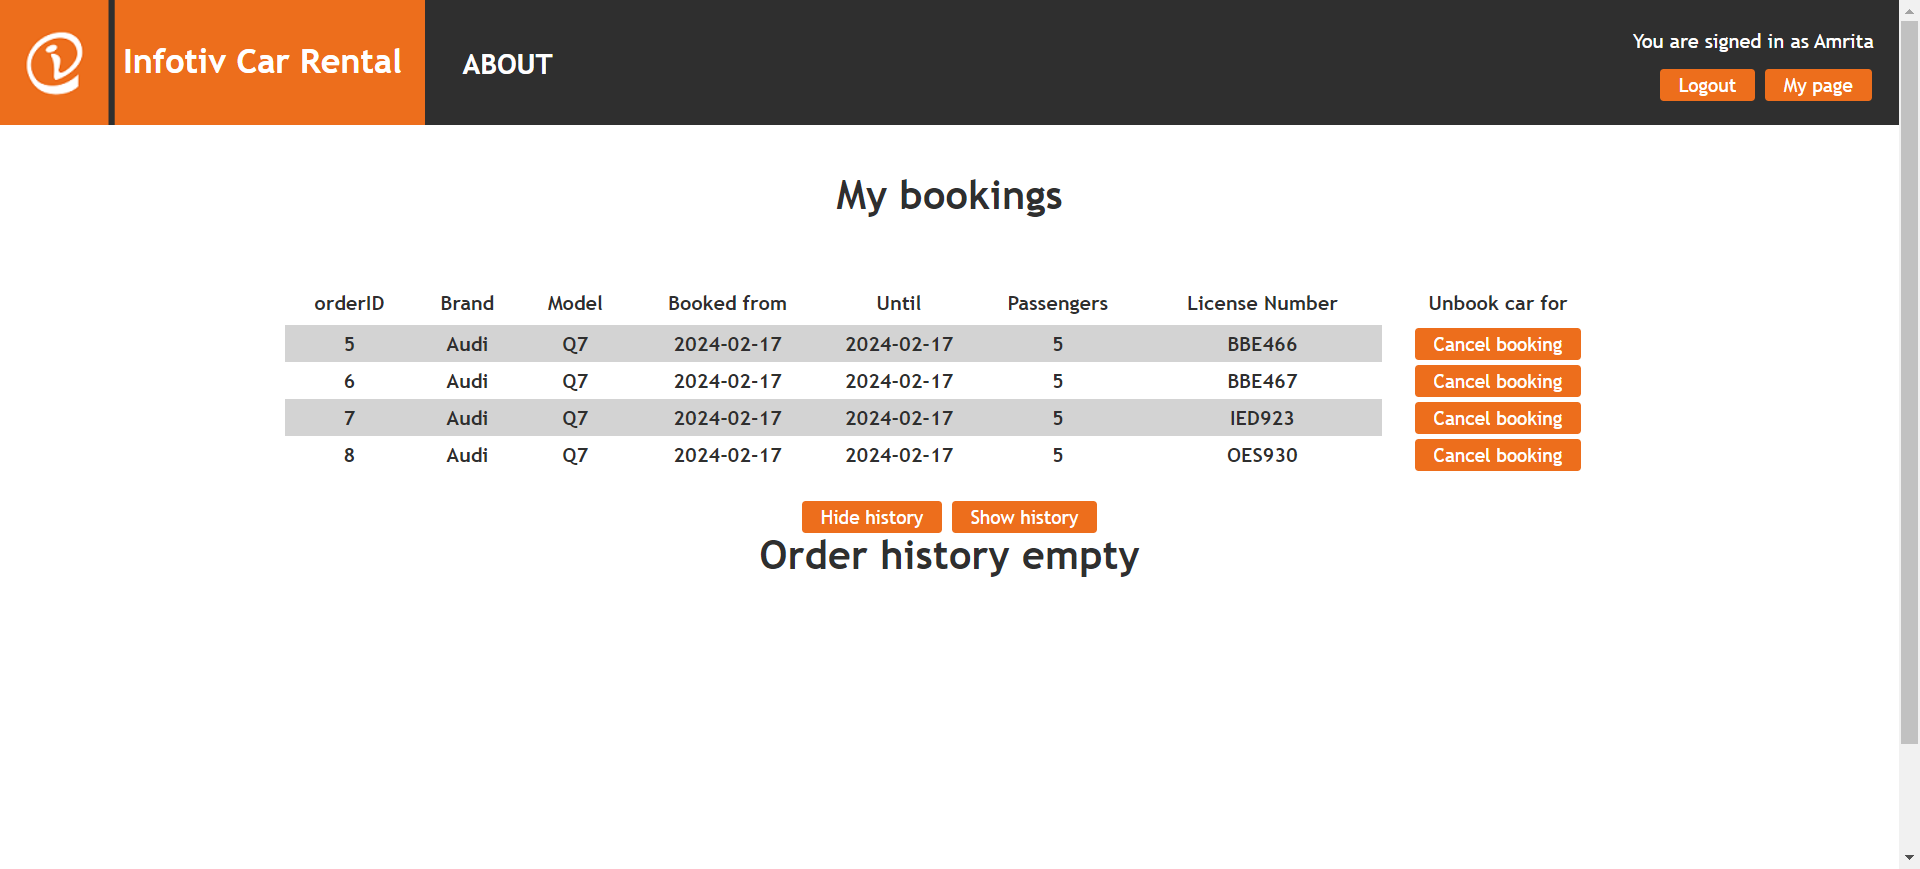 Infotiv Car Rental
ABOUT
You are signed in as Amrita
Logout My page
My bookings
orderID Brand Model Booked from Until Passengers License Number Unbook car for
5 Audi Q7 2024-02-17 2024-02-17 5 BBE466 Cancel booking
6 Audi Q7 2024-02-17 2024-02-17 5 BBE467 Cancel booking
7 Audi Q7 2024-02-17 2024-02-17 5 IED923 Cancel booking
8 Audi Q7 2024-02-17 2024-02-17 5 OES930 Cancel booking
Hide history Show history
Order history empty